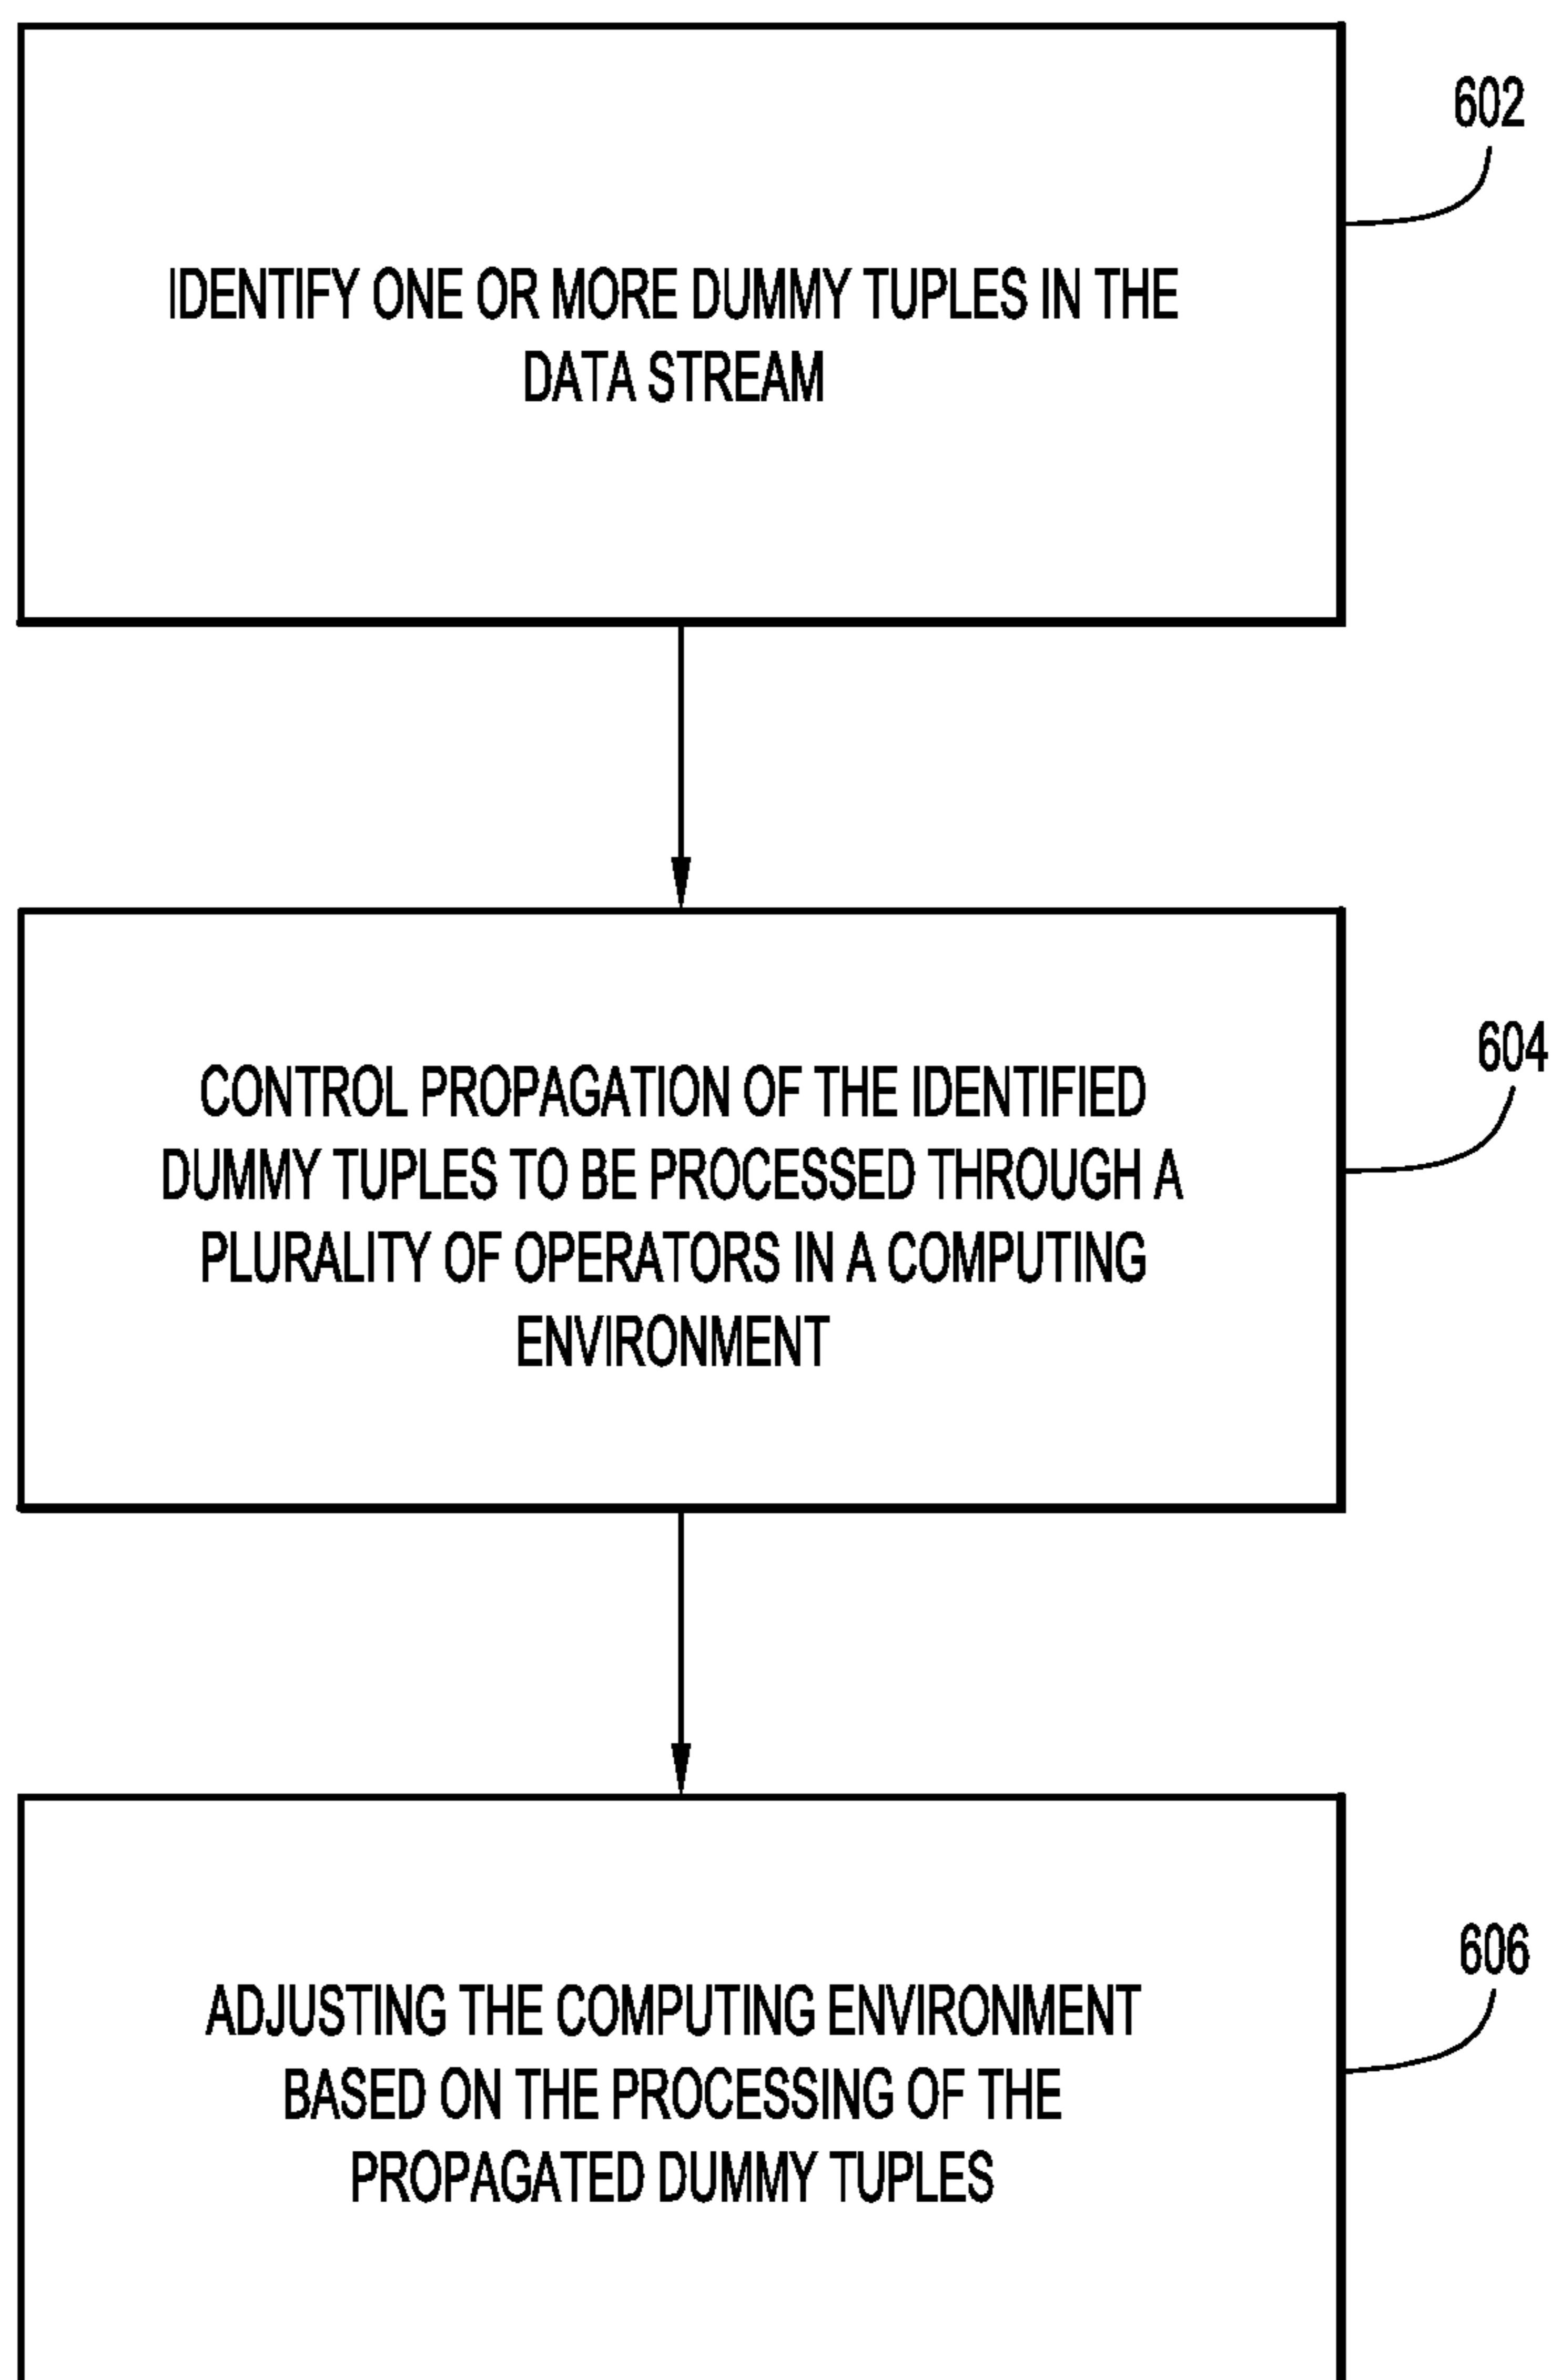 602
IDENTIFY ONE OR MORE DUMMY TUPLES IN THE
DATA STREAM
604
CONTROL PROPAGATION OF THE IDENTIFIED
DUMMY TUPLES TO BE PROCESSED THROUGH A
PLURALITY OF OPERATORS IN A COMPUTING
ENVIRONMENT
606
ADJUSTING THE COMPUTING ENVIRONMENT
BASED ON THE PROCESSING OF THE
PROPAGATED DUMMY TUPLES